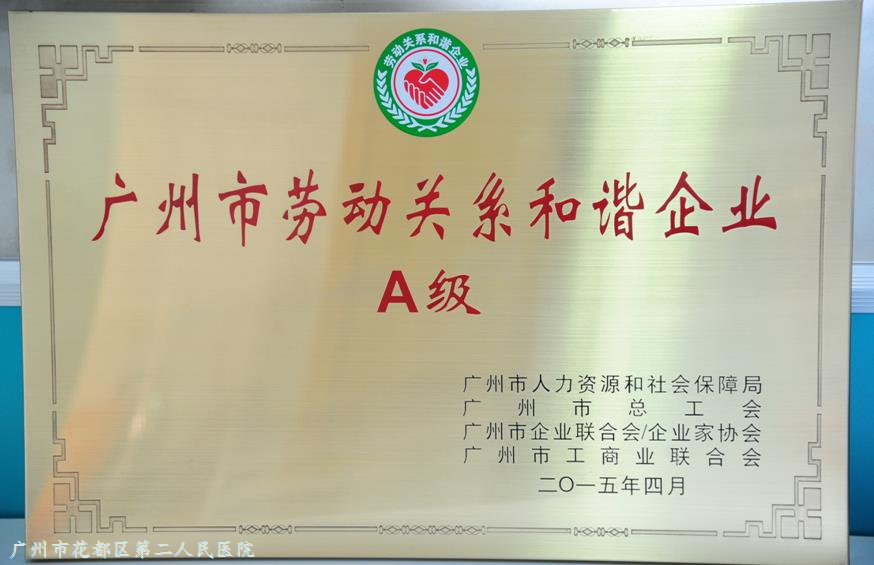 劳动关系和谐企业
广州市劳动关系和谐企业
A级
广州市人力资源和社会保障局
广州市总工会
广州市企业联合会/企业家协会
广州市工商业联合会
二〇一五年四月
广州市花都区第二人民医院